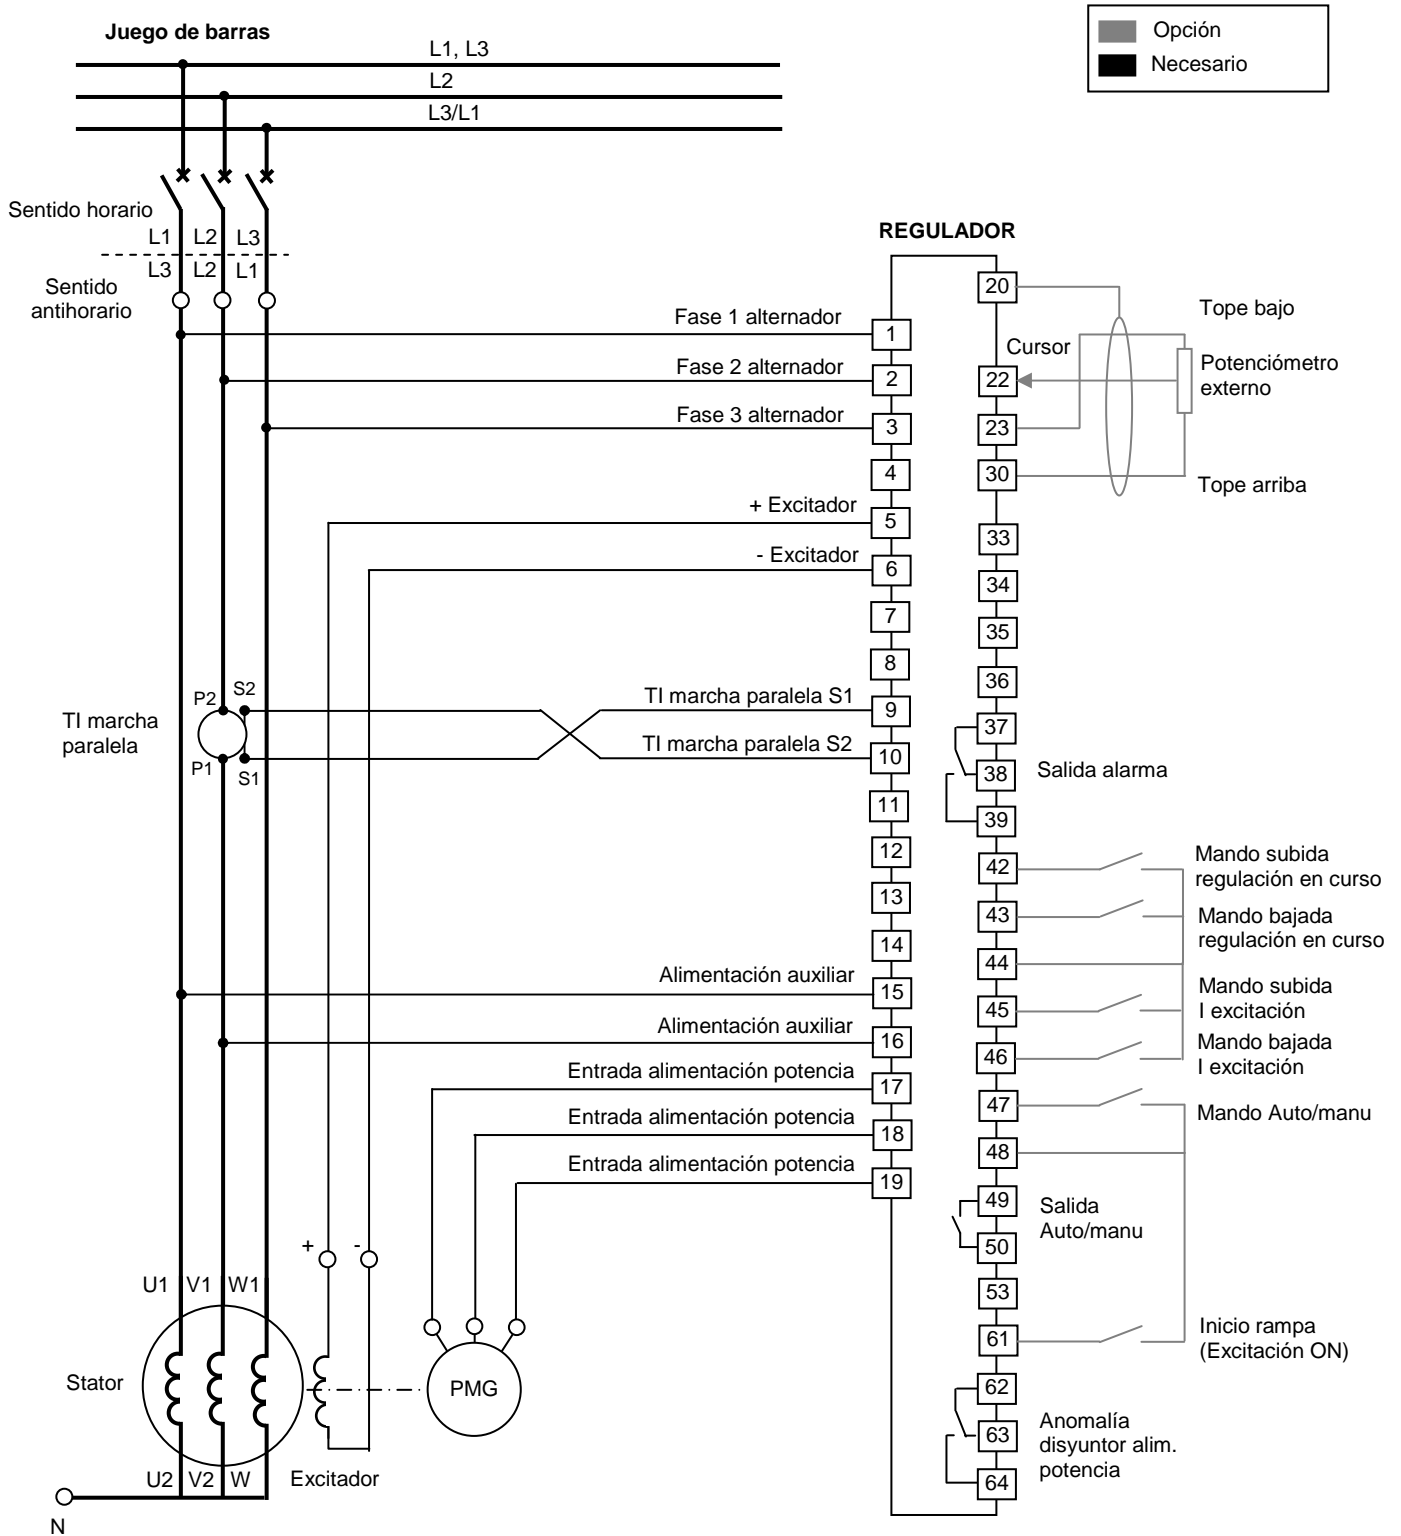 Juego de barras
L1, L3
L2
L3/L1
Opción
Necesario
Sentido horario
L1 L2 L3
L3 L2 L1
Sentido
antihorario
REGULADOR
Fase 1 alternador
1
Fase 2 alternador
2
Fase 3 alternador
3
4
+ Excitador
5
- Excitador
6
7
8
TI marcha paralela S1
9
TI marcha paralela S2
10
11
12
13
14
Alimentación auxiliar
15
Alimentación auxiliar
16
Entrada alimentación potencia
17
Entrada alimentación potencia
18
Entrada alimentación potencia
19
20
Tope bajo
Cursor
22
Potenciómetro
externo
23
30
Tope arriba
33
34
35
36
37
38
Salida alarma
39
42
Mando subida
regulación en curso
43
Mando bajada
regulación en curso
44
45
Mando subida
I excitación
46
Mando bajada
I excitación
47
Mando Auto/manu
48
49
Salida
Auto/manu
50
53
61
Inicio rampa
(Excitación ON)
62
63
Anomalía
disyuntor alim.
potencia
64
TI marcha
paralela
P2
S2
P1
S1
+ -
U1 V1 W1
Stator
PMG
U2 V2 W
Excitador
N